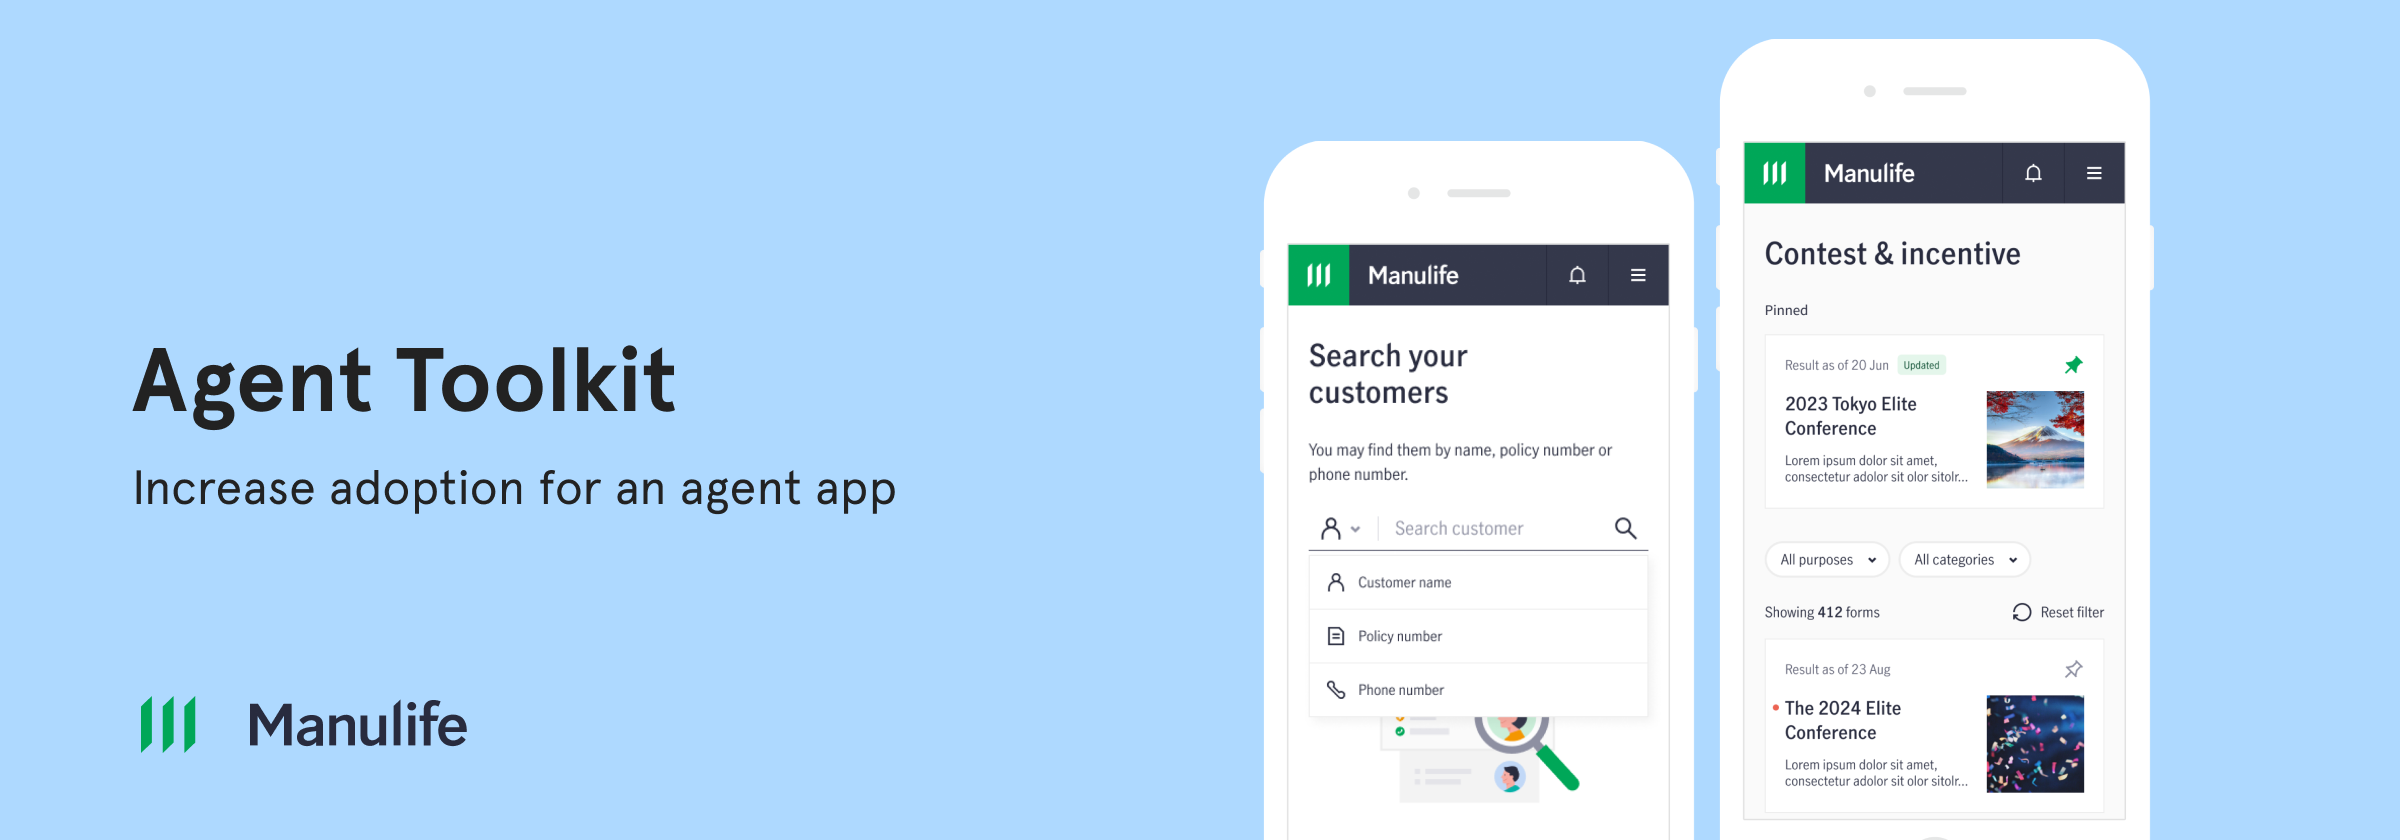 Agent Toolkit
Increase adoption for an agent app
Manulife
Manulife
Search your
customers
You may find them by name, policy number or
phone number.
Search customer
Customer name
Policy number
Phone number
Manulife
Contest & incentive
Pinned
Result as of 20 Jun Updated
2023 Tokyo Elite
Conference
Lorem ipsum dolor sit amet,
consectetur adolor sit olor sitolr...
All purposes All categories
Showing 412 forms Reset filter
Result as of 23 Aug
The 2024 Elite
Conference
Lorem ipsum dolor sit amet,
consectetur adolor sit olor sitolr...